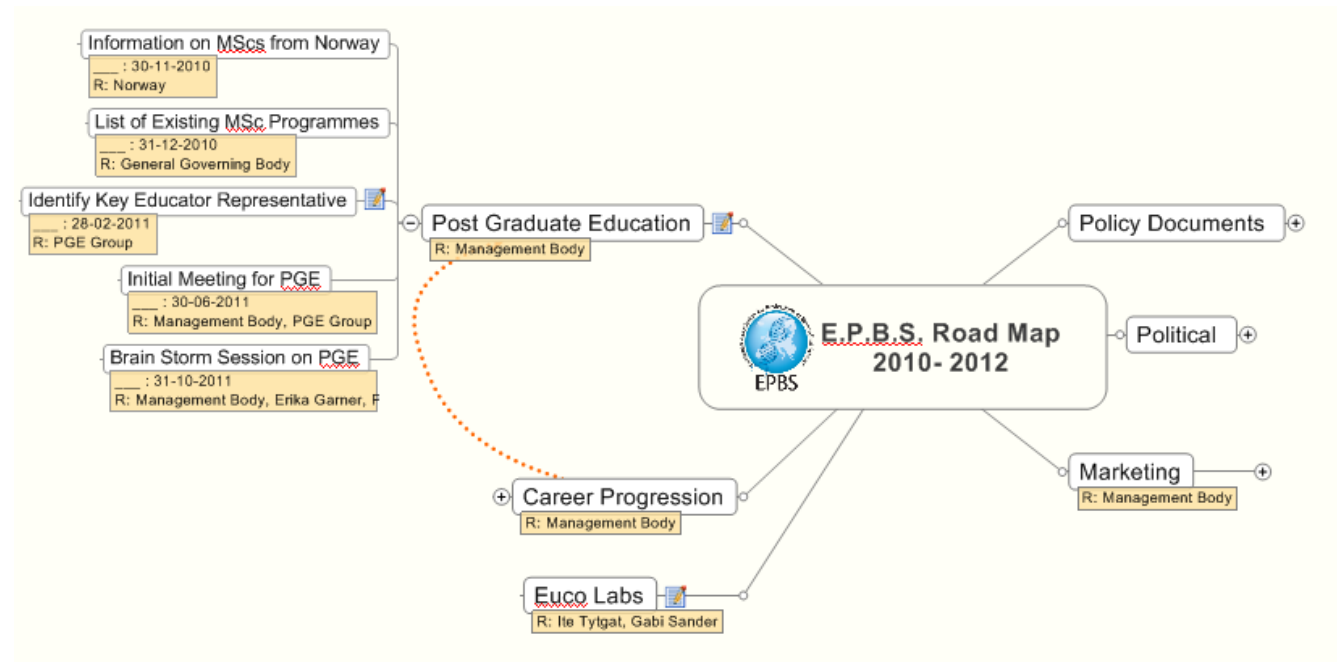 Information on MScs from Norway
___ : 30-11-2010
R: Norway
List of Existing MSc Programmes
___ : 31-12-2010
R: General Governing Body
Identify Key Educator Representative
___ : 28-02-2011
R: PGE Group
Initial Meeting for PGE
___ : 30-06-2011
R: Management Body, PGE Group
Brain Storm Session on PGE
___ : 31-10-2011
R: Management Body, Erika Garner, F
Post Graduate Education
R: Management Body
Career Progression
R: Management Body
Euco Labs
R: Ite Tytgat, Gabi Sander
EPBS
E.P.B.S. Road Map
2010- 2012
Policy Documents
Political
Marketing
R: Management Body